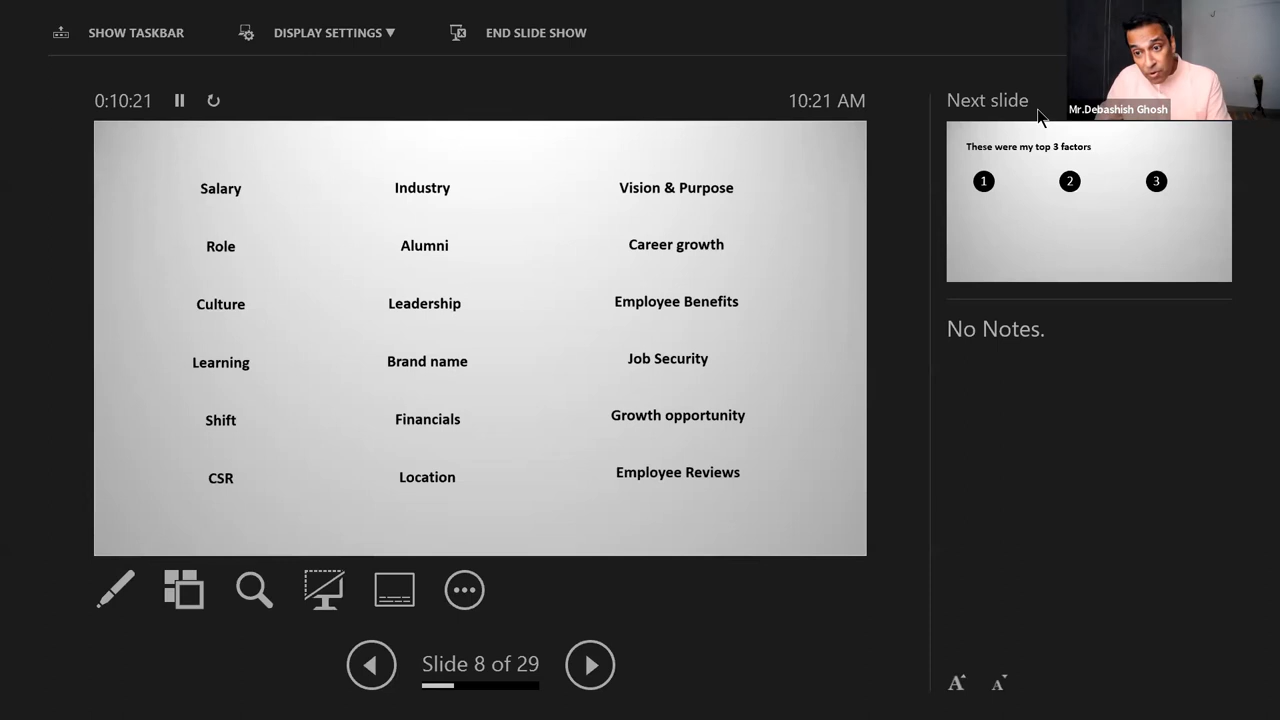 SHOW TASKBAR
DISPLAY SETTINGS ▼
END SLIDE SHOW
0:10:21
10:21 AM
Next slide
Mr.Debashish Ghosh
Salary
Industry
Vision & Purpose
Role
Alumni
Career growth
Culture
Leadership
Employee Benefits
Learning
Brand name
Job Security
Shift
Financials
Growth opportunity
CSR
Location
Employee Reviews
These were my top 3 factors
1
2
3
No Notes.
Slide 8 of 29
A
A